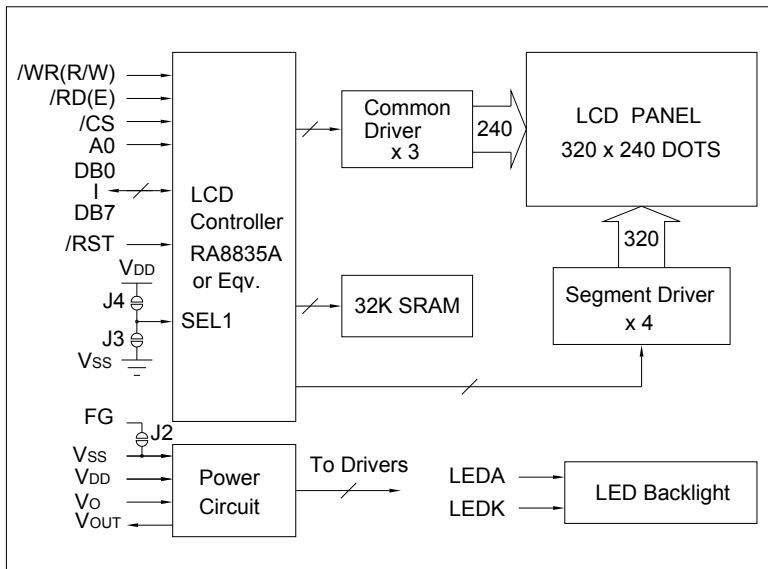 /WR(R/W)
/RD(E)
/CS
A0
DB0
I
DB7
/RST
VDD
J4
J3
VSS
SEL1
LCD
Controller
RA8835A
or Eqv.
Common
Driver
x 3
240
LCD PANEL
320 x 240 DOTS
320
32K SRAM
Segment Driver
x 4
FG
J2
VSS
VDD
VO
VOUT
Power
Circuit
To Drivers
LEDA
LEDK
LED Backlight